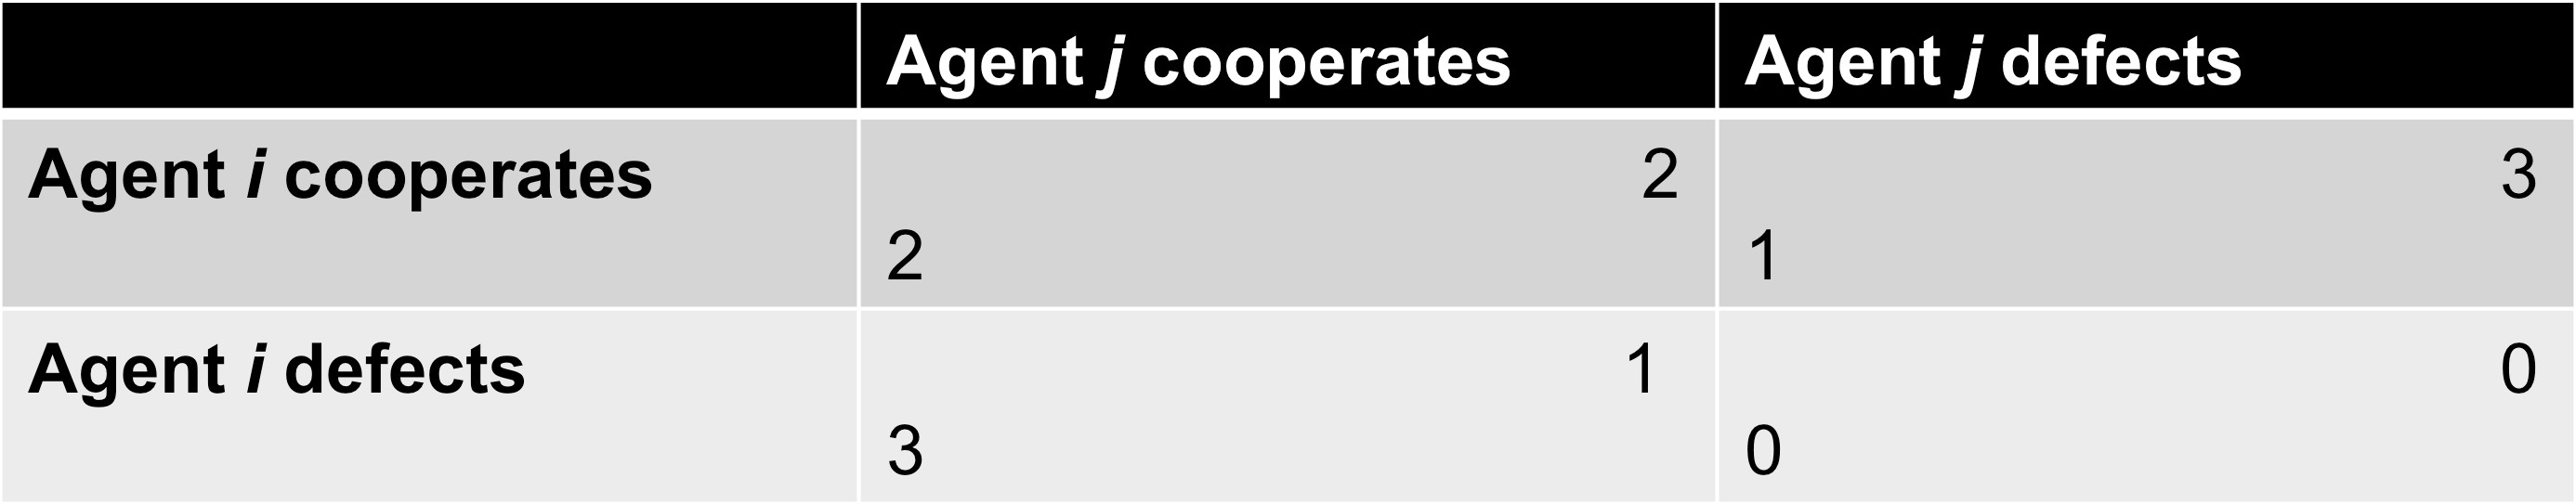 Agent j cooperates Agent j defects
Agent i cooperates 2 3
2 1
Agent i defects 1 0
3 0